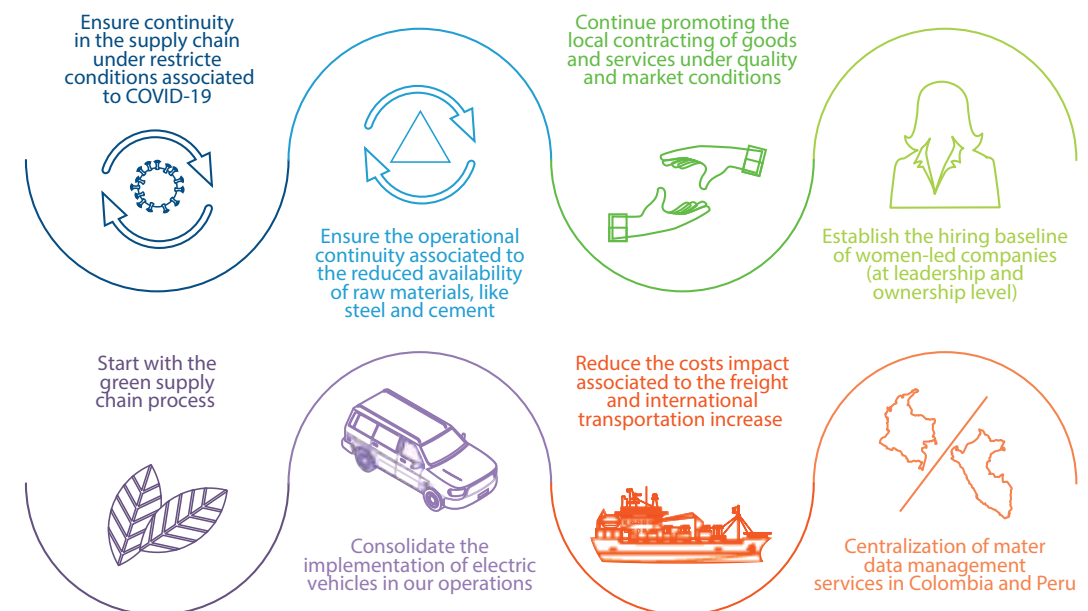 Ensure continuity
in the supply chain
under restricte
conditions associated
to COVID-19
Ensure the operational
continuity associated to
the reduced availability
of raw materials, like
steel and cement
Continue promoting the
local contracting of goods
and services under quality
and market conditions
Establish the hiring baseline
of women-led companies
(at leadership and
ownership level)
Start with the
green supply
chain process
Consolidate the
implementation of electric
vehicles in our operations
Reduce the costs impact
associated to the freight
and international
transportation increase
Centralization of mater
data management
services in Colombia and Peru